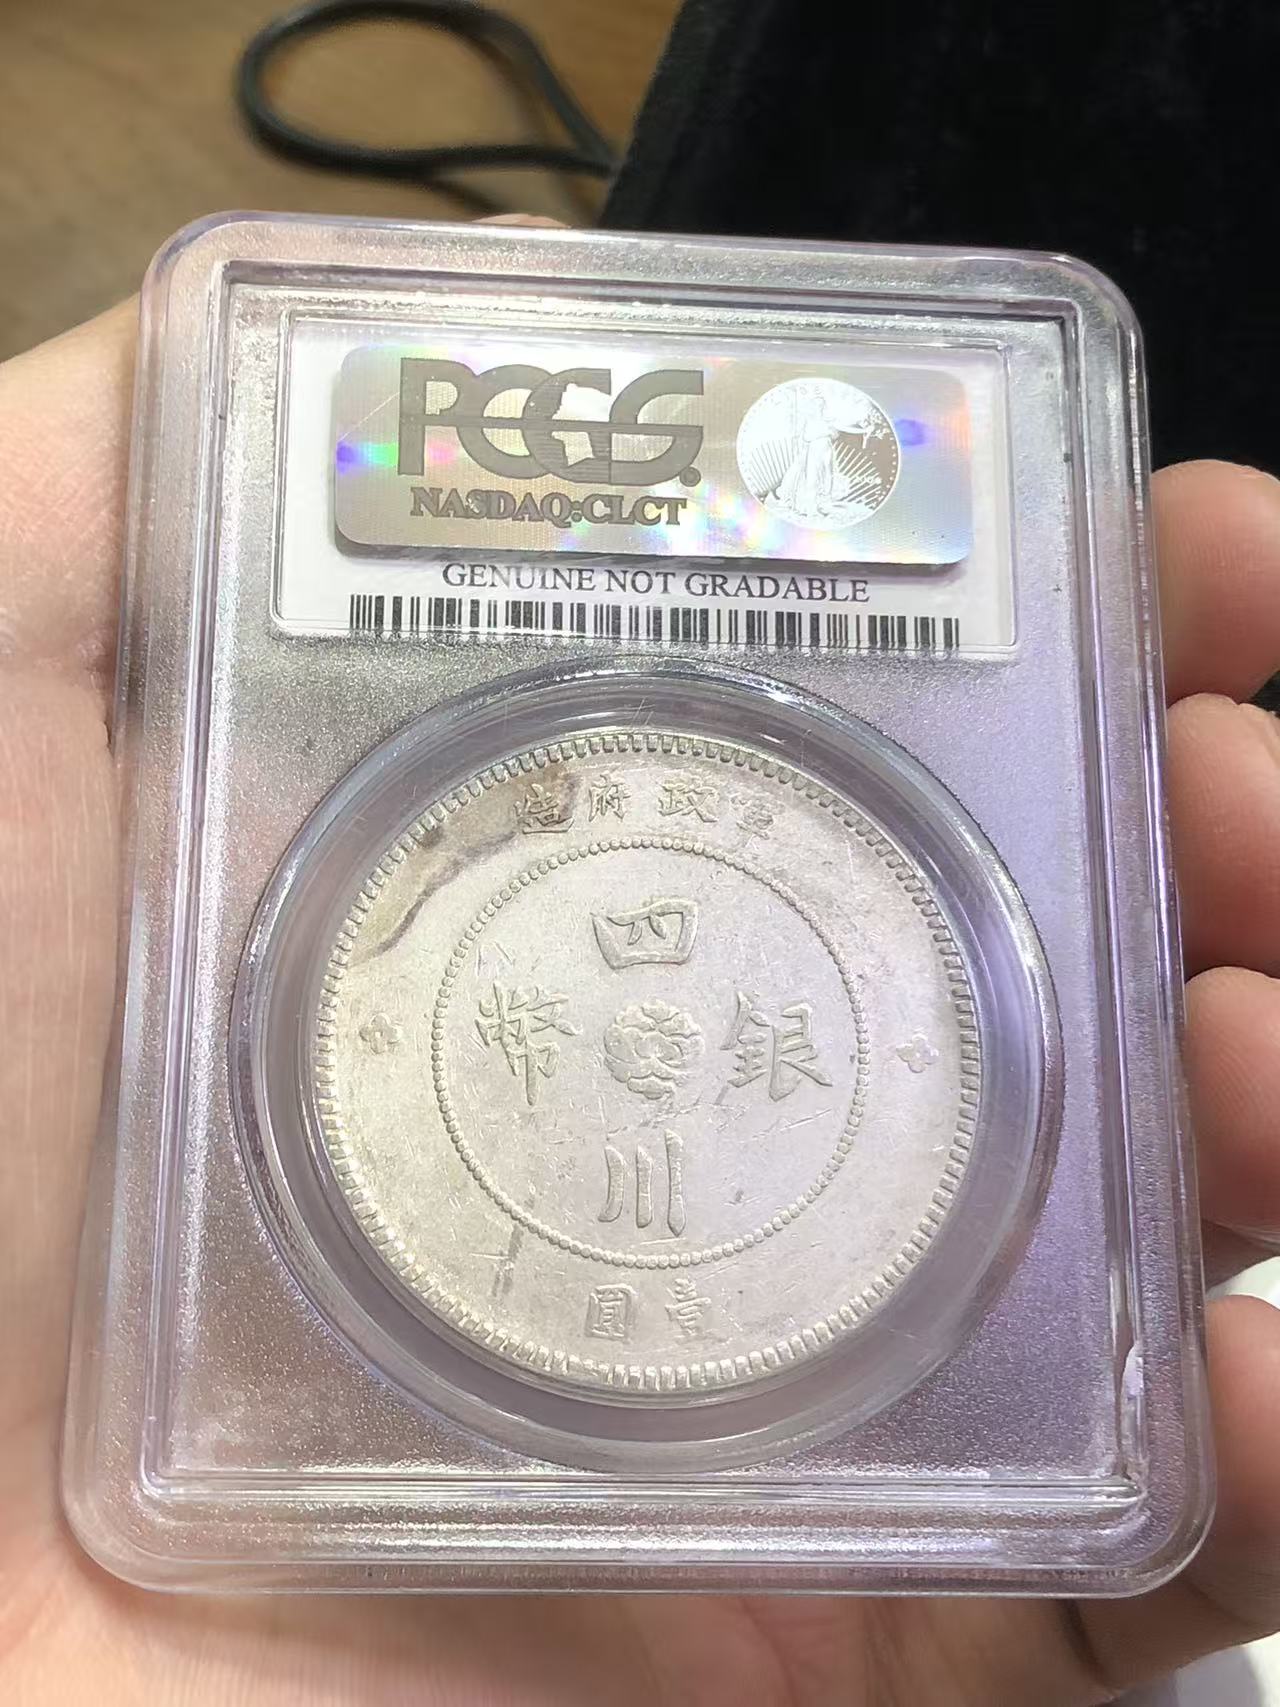 PCGS
NASDAQ:CLCT
GENUINE NOT GRADABLE
造府政軍
四
幣 銀
川
圓壹